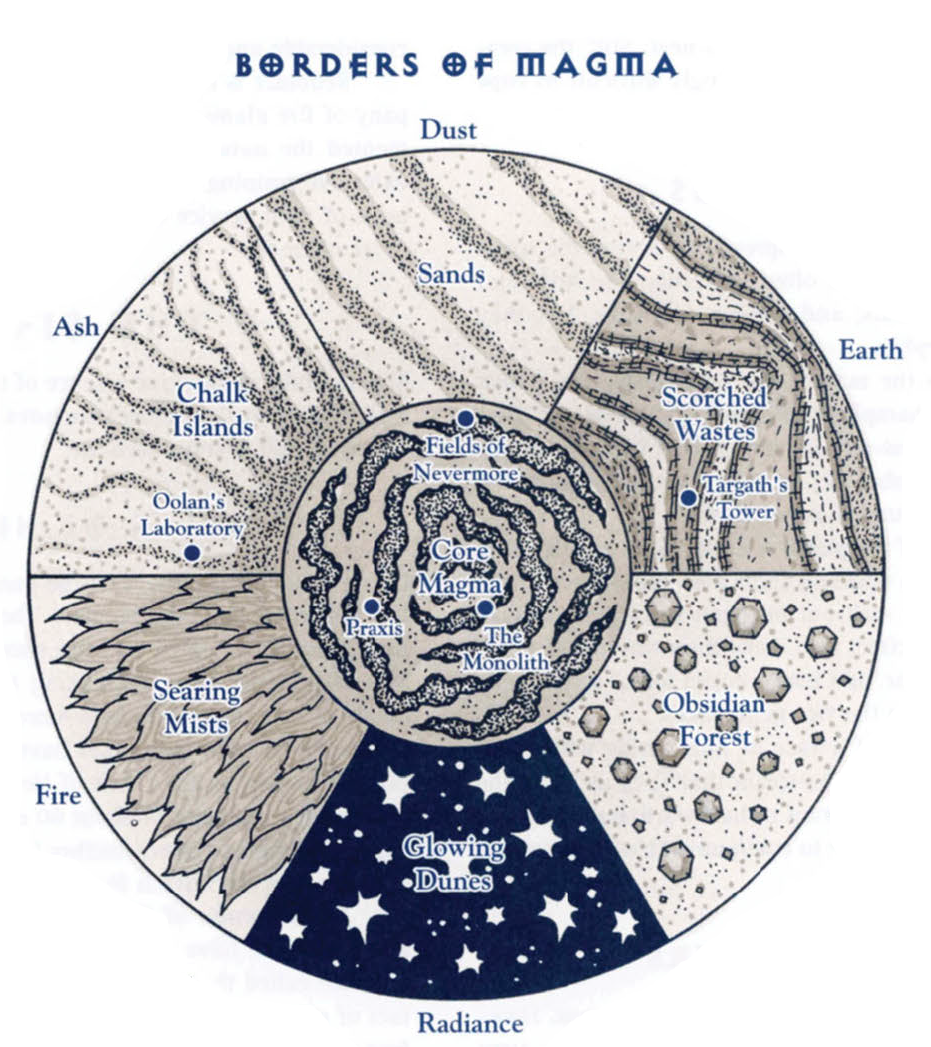 BORDERS OF MAGMA
Dust
Sands
Ash
Earth
Chalk
Islands
Scorched
Wastes
Fields of
Nevermore
Oolan's
Laboratory
Targath's
Tower
Core
Magma
Praxis
The
Monolith
Searing
Mists
Obsidian
Forest
Fire
Glowing
Dunes
Radiance